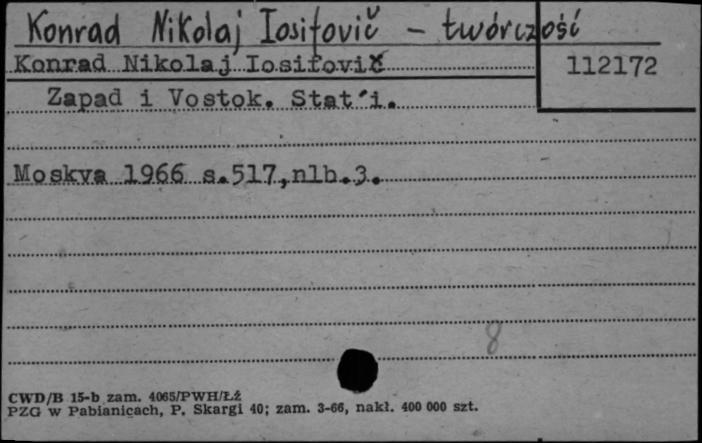 Konrad Nikolaj Iosifovič - twórczość
Konrad Nikolaj Iosifovič
112172
Zapad i Vostok. Stat'i.
Moskva 1966 s.517,nlb.3.
8
CWD/B 15-b zam. 4065/PWH/Łź
PZG w Pabianicach, P. Skargi 40; zam. 3-66, nakł. 400 000 szt.